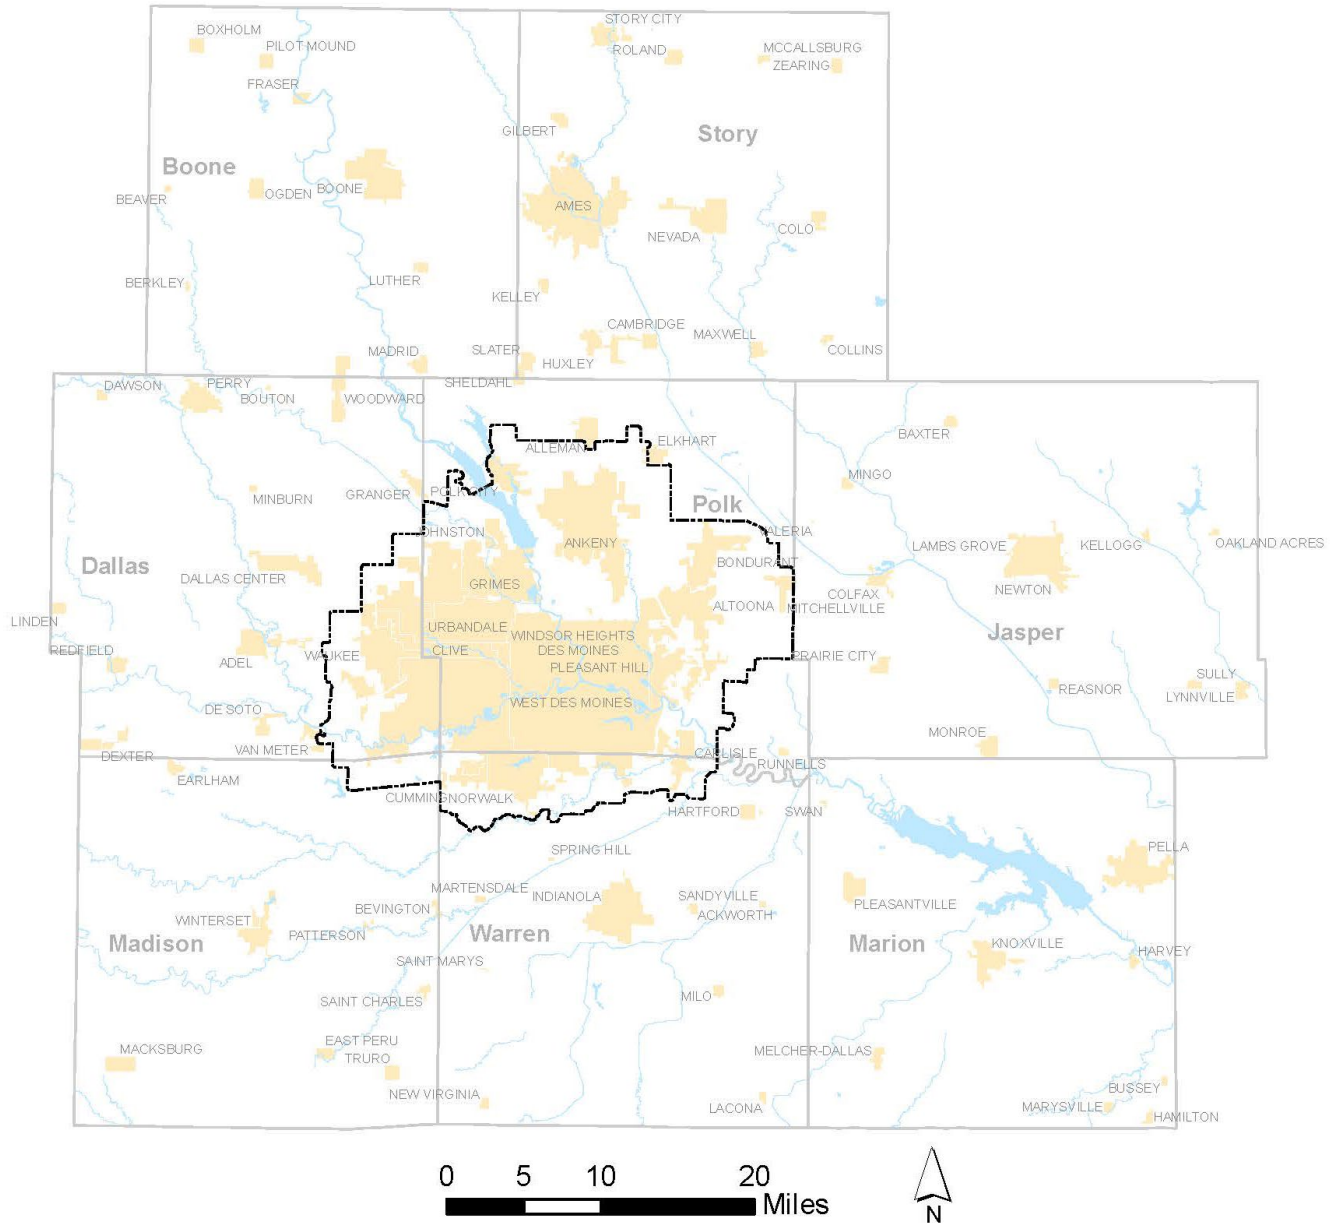 STORY CITY
BOXHOLM
PILOT MOUND
ROLAND
MCCALLSBURG
ZEARING
FRASER
GILBERT
Story
Boone
BEAVER
OGDEN
BOONE
AMES
NEVADA
COLO
BERKLEY
LUTHER
KELLEY
CAMBRIDGE
MAXWELL
MADRID
SLATER
HUXLEY
COLLINS
DAWSON
PERRY
BOUTON
WOODWARD
SHELDAHL
BAXTER
ALLEMAN
ELKHART
MINGO
MINBURN
GRANGER
POLK CITY
Polk
JOHNSTON
ANKENY
VALERIA
LAMBS GROVE
KELLOGG
OAKLAND ACRES
Dallas
DALLAS CENTER
GRIMES
BONDURANT
NEWTON
COLFAX
ALTOONA
MITCHELLVILLE
LINDEN
URBANDALE
WINDSOR HEIGHTS
Jasper
REDFIELD
ADEL
WAUKEE
CLIVE
DES MOINES
PLEASANT HILL
PRAIRIE CITY
SULLY
REASNOR
LYNNVILLE
DE SOTO
WEST DES MOINES
MONROE
DEXTER
VAN METER
CARLISLE
RUNNELLS
EARLHAM
CUMMING
NORWALK
HARTFORD
SWAN
SPRING HILL
PELLA
MARTENSDALE
INDIANOLA
SANDYVILLE
PLEASANTVILLE
BEVINGTON
ACKWORTH
WINTERSET
PATTERSON
Madison
Warren
Marion
KNOXVILLE
HARVEY
SAINT MARYS
SAINT CHARLES
MILO
EAST PERU
MACKSBURG
TRURO
MELCHER-DALLAS
NEW VIRGINIA
BUSSEY
LACONA
MARYSVILLE
HAMILTON
0 5 10 20
Miles
N